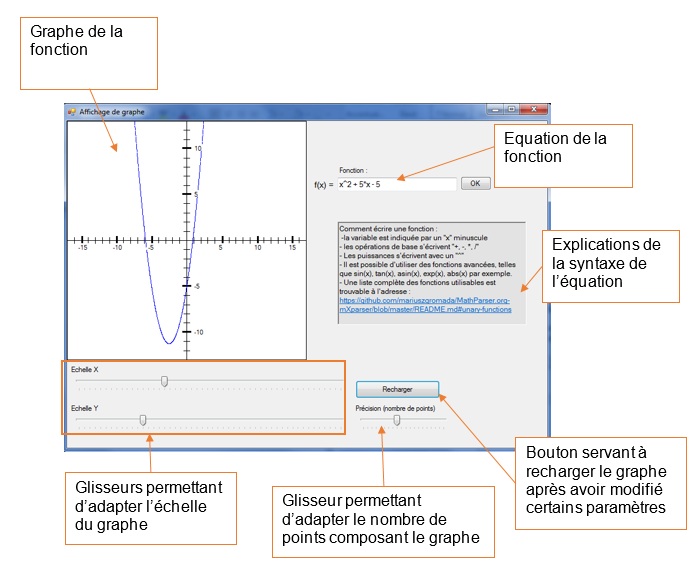 Graphe de la
fonction
Affichage de graphe
Equation de la
fonction
Fonction :
f(x) =
x^2 + 5*x - 5
OK
10
-15
-10
-5
5
10
15
-5
-10
Comment écrire une fonction :
-la variable est indiquée par un "x" minuscule
- les opérations de base s'écrivent "+, -, *, /"
- Les puissances s'écrivent avec un "^"
- Il est possible d'utiliser des fonctions avancées, telles
que sin(x), tan(x), asin(x), exp(x), abs(x) par exemple.
- Une liste complète des fonctions utilisables est
trouvable à l'adresse :
https://github.com/mariuszgromada/MathParser.org-
mXparser/blob/master/README.md#unary-functions
Explications de
la syntaxe de
l'équation
Echelle X
Echelle Y
Recharger
Précision (nombre de points)
Glisseurs permettant
d'adapter l'échelle
du graphe
Glisseur permettant
d'adapter le nombre de
points composant le graphe
Bouton servant à
recharger le graphe
après avoir modifié
certains paramètres